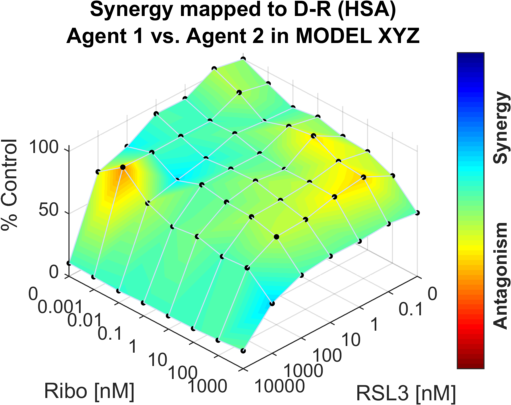 Synergy mapped to D-R (HSA)
Agent 1 vs. Agent 2 in MODEL XYZ
% Control
100
50
0
0
0.001
0.01
0.1
1
10
100
1000
Ribo [nM]
0
0.1
1
10
100
1000
10000
RSL3 [nM]
Synergy
Antagonism